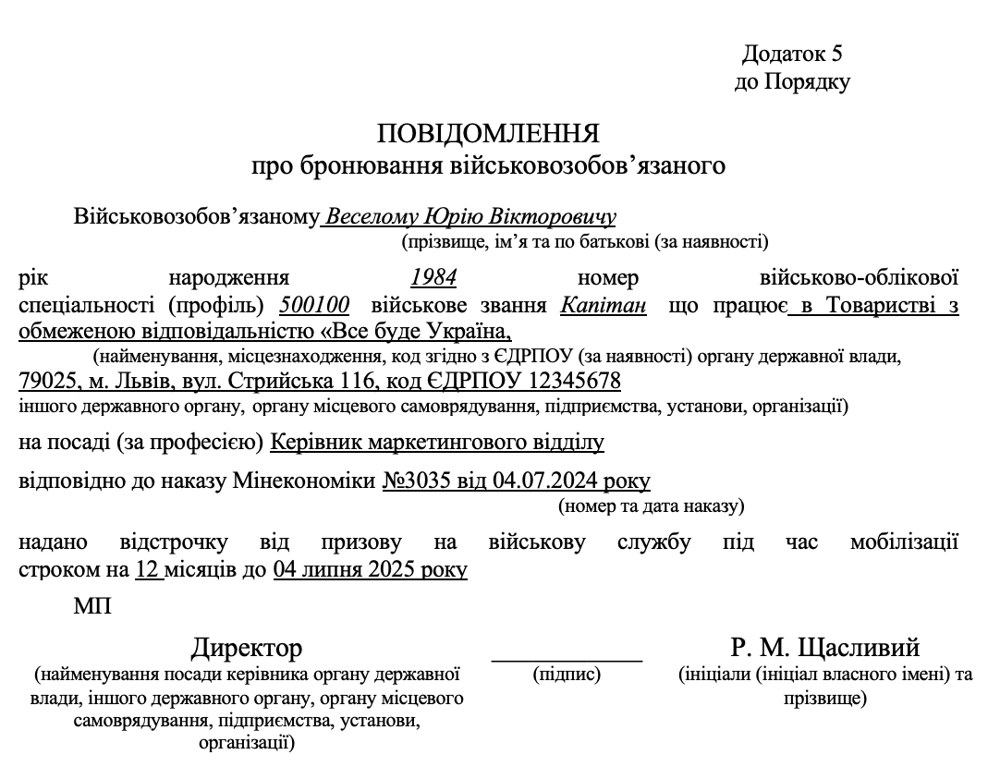 Додаток 5
до Порядку
ПОВІДОМЛЕННЯ
про бронювання військовозобов’язаного
Військовозобов’язаному Веселому Юрію Вікторовичу
(прізвище, ім’я та по батькові (за наявності)
рік народження 1984 номер військово-облікової
спеціальності (профіль) 500100 військове звання Капітан що працює в Товаристві з
обмеженою відповідальністю «Все буде Україна,
(найменування, місцезнаходження, код згідно з ЄДРПОУ (за наявності) органу державної влади,
79025, м. Львів, вул. Стрийська 116, код ЄДРПОУ 12345678
іншого державного органу, органу місцевого самоврядування, підприємства, установи, організації)
на посаді (за професією) Керівник маркетингового відділу
відповідно до наказу Мінекономіки №3035 від 04.07.2024 року
(номер та дата наказу)
надано відстрочку від призову на військову службу під час мобілізації
строком на 12 місяців до 04 липня 2025 року
МП
Директор ____________ Р. М. Щасливий
(найменування посади керівника органу державної (підпис) (ініціали (ініціал власного імені) та
влади, іншого державного органу, органу місцевого прізвище)
самоврядування, підприємства, установи,
організації)